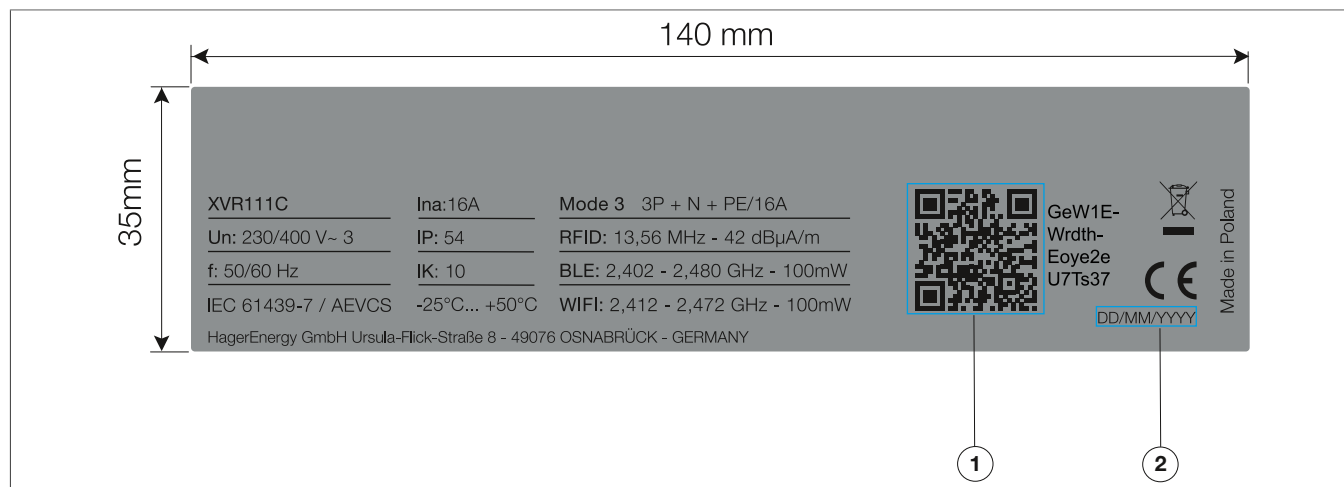 140 mm
35mm
XVR111C
Un: 230/400 V~ 3
f: 50/60 Hz
IEC 61439-7 / AEVCS
Ina:16A
IP: 54
IK: 10
-25°C... +50°C
Mode 3 3P + N + PE/16A
RFID: 13,56 MHz - 42 dBµA/m
BLE: 2,402 - 2,480 GHz - 100mW
WIFI: 2,412 - 2,472 GHz - 100mW
HagerEnergy GmbH Ursula-Flick-Straße 8 - 49076 OSNABRÜCK - GERMANY
GeW1E-
Wrdth-
Eoye2e
U7Ts37
CE
DD/MM/YYYY
Made in Poland
1
2